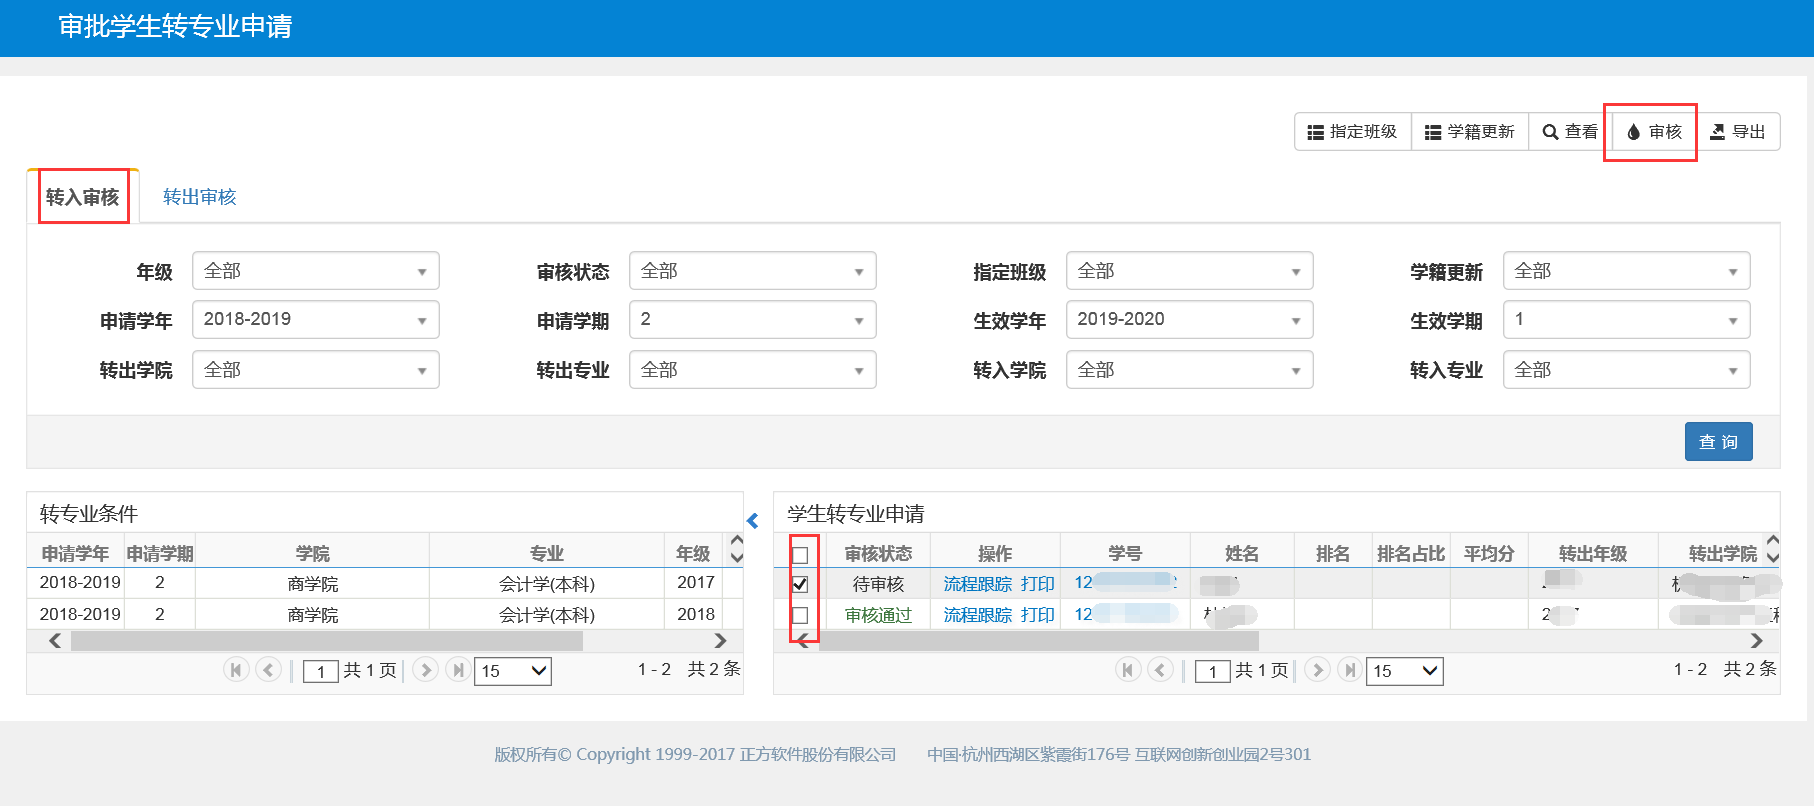 审批学生转专业申请
指定班级 学籍更新 查看 审核 导出
转入审核 转出审核
年级 全部 审核状态 全部 指定班级 全部 学籍更新 全部
申请学年 2018-2019 申请学期 2 生效学年 2019-2020 生效学期 1
转出学院 全部 转出专业 全部 转入学院 全部 转入专业 全部
查 询
转专业条件
申请学年 申请学期 学院 专业 年级
2018-2019 2 商学院 会计学(本科) 2017
2018-2019 2 商学院 会计学(本科) 2018
1 共 1 页 15 1 - 2 共 2 条
学生转专业申请
审核状态 操作 学号 姓名 排名 排名占比 平均分 转出年级 转出学院
待审核 流程跟踪 打印 12
审核通过 流程跟踪 打印 12
1 共 1 页 15 1 - 2 共 2 条
版权所有© Copyright 1999-2017 正方软件股份有限公司 中国·杭州西湖区紫霞街176号 互联网创新创业园2号301